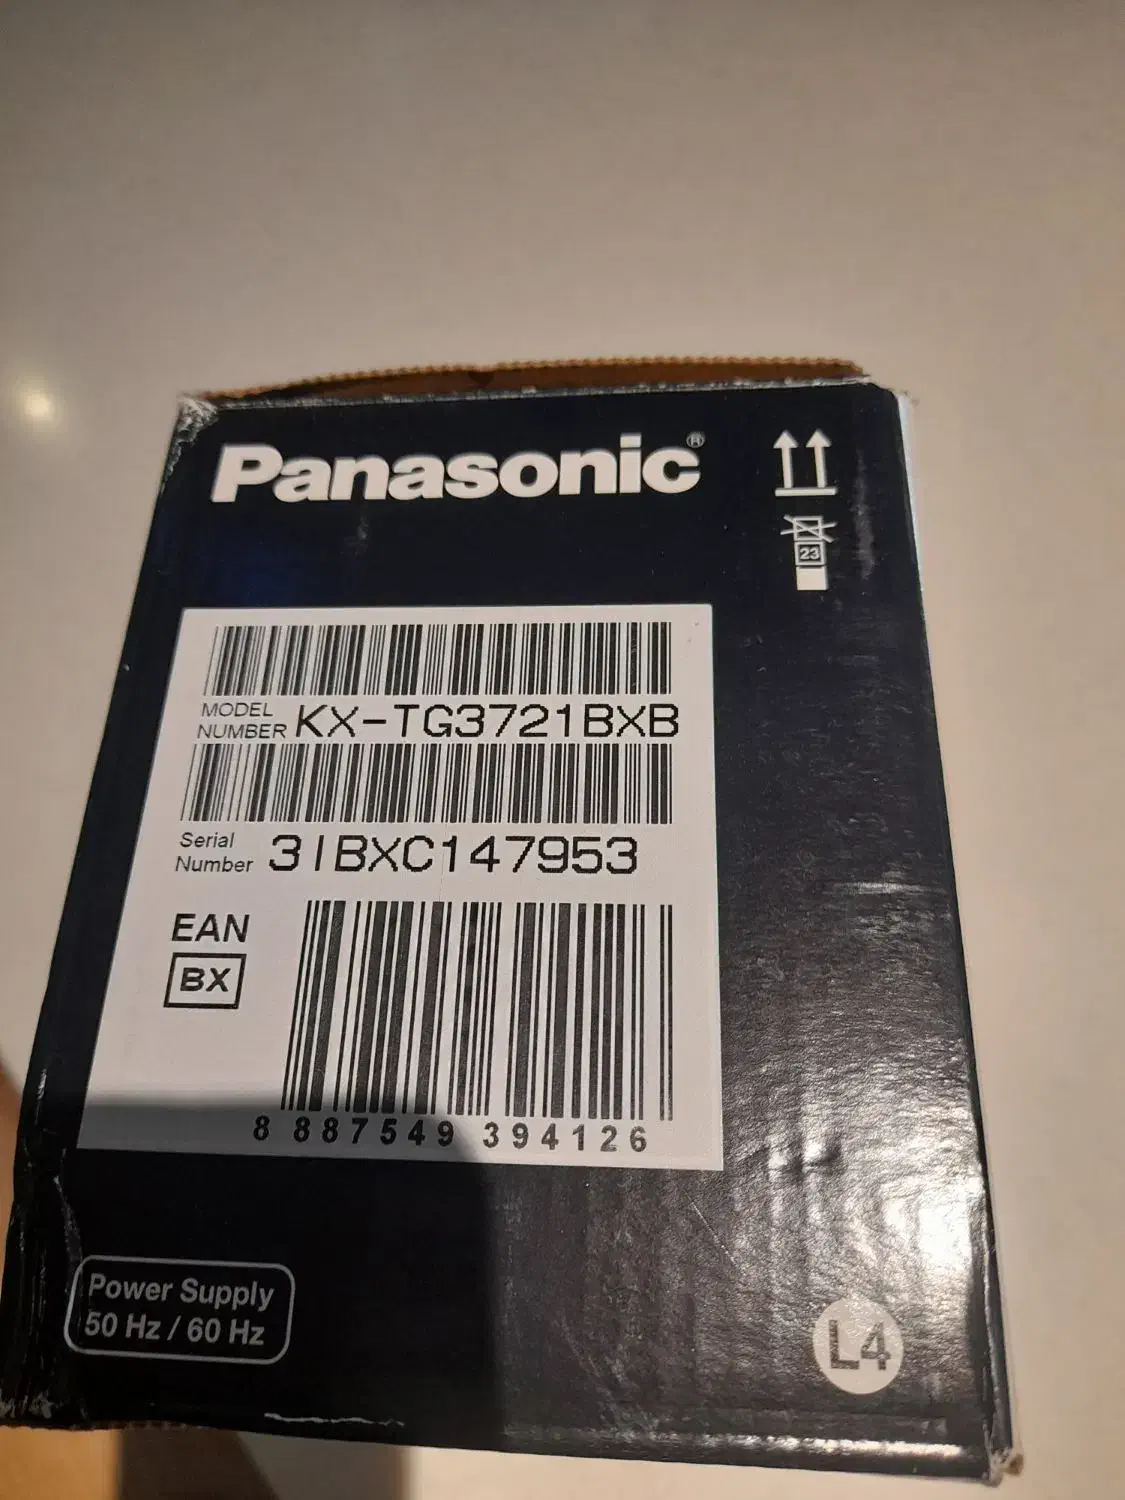 Panasonic®
23
MODEL
NUMBER KX-TG3721BXB
Serial
Number 3IBXC147953
EAN
BX
8 887549 394126
Power Supply
50 Hz / 60 Hz
L4